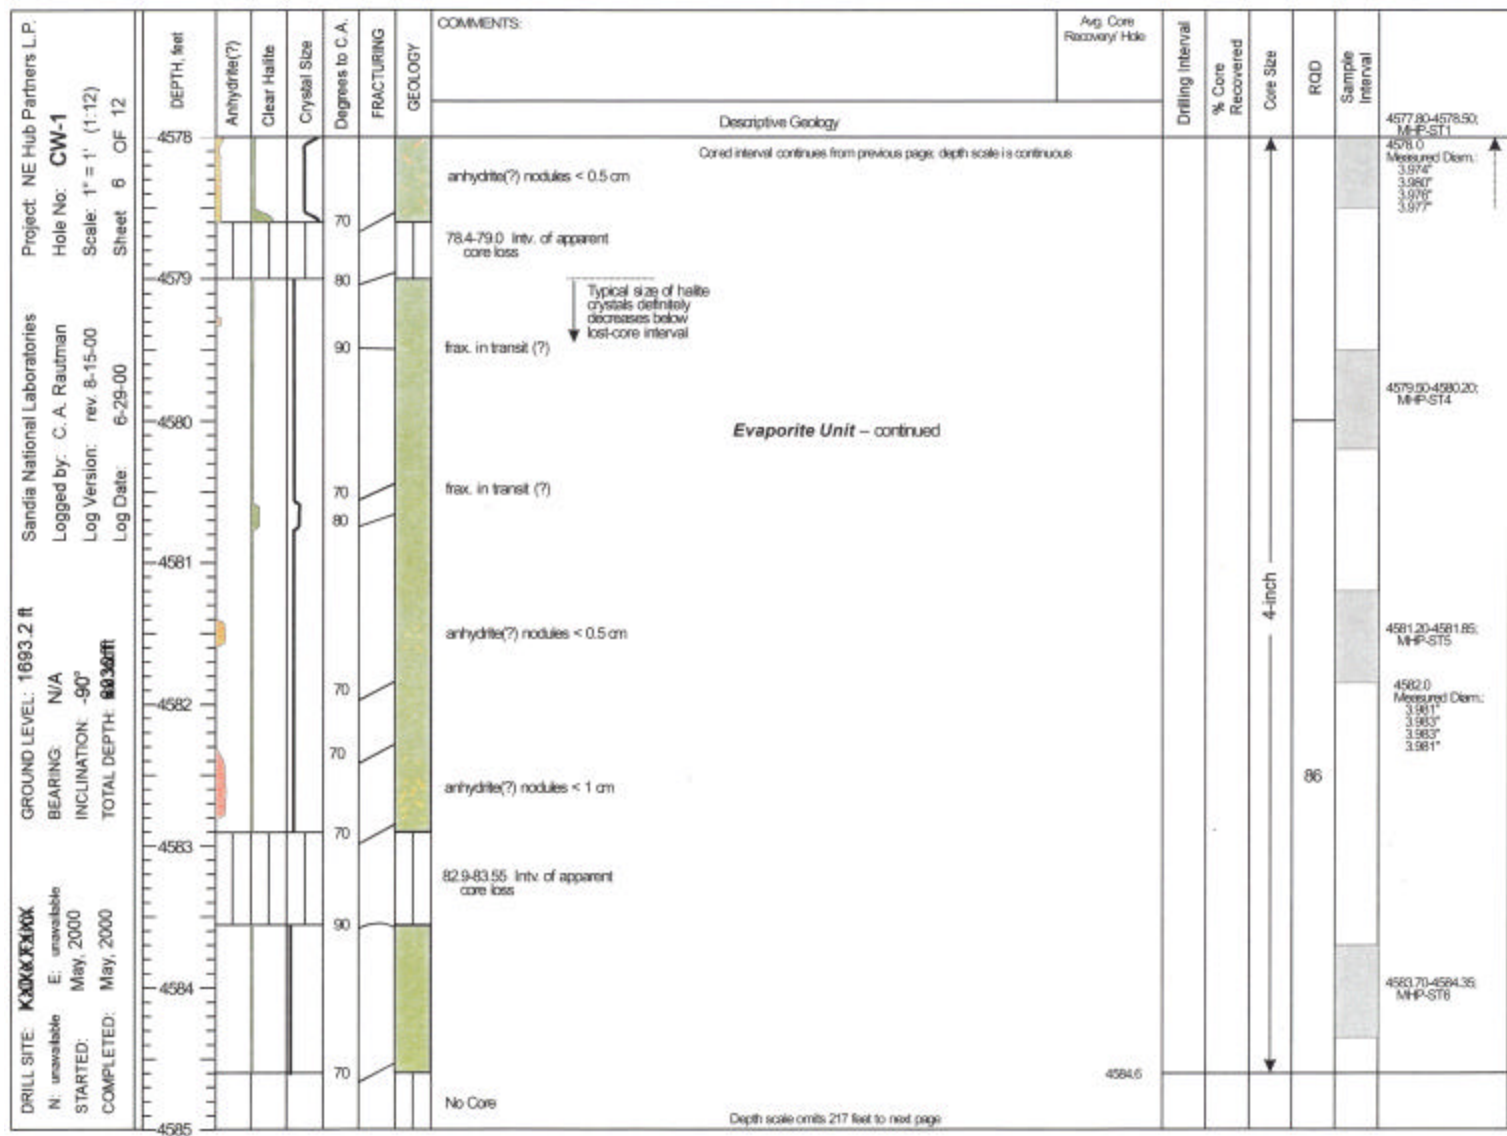 Project: NE Hub Partners L.P.
Hole No: CW-1
Scale: 1" = 1' (1:12)
Sheet 6 OF 12
Sandia National Laboratories
Logged by: C. A. Rautman
Log Version: rev. 8-15-00
Log Date: 6-29-00
GROUND LEVEL: 1693.2 ft
BEARING: N/A
INCLINATION: -90°
TOTAL DEPTH:
DRILL SITE:
N: unavailable E: unavailable
STARTED: May, 2000
COMPLETED: May, 2000
DEPTH, feet
Anhydrite(?)
Clear Halite
Crystal Size
Degrees to C.A.
FRACTURING
GEOLOGY
COMMENTS:
Avg. Core
Recovery/ Hole
Descriptive Geology
Drilling Interval
% Core
Recovered
Core Size
RQD
Sample
Interval
4577.80-4578.50;
MHP-ST1
4578
Cored interval continues from previous page; depth scale is continuous
4578.0
Measured Diam.:
3.974"
3.980"
3.976"
3.977"
anhydrite(?) nodules < 0.5 cm
70
78.4-79.0 Intv. of apparent
core loss
4579
80
Typical size of halite
crystals definitely
decreases below
lost-core interval
90
frax. in transit (?)
4579.50-4580.20;
MHP-ST4
4580
Evaporite Unit – continued
70
frax. in transit (?)
80
4581
4-inch
anhydrite(?) nodules < 0.5 cm
4581.20-4581.85;
MHP-ST5
70
4582
4582.0
Measured Diam.:
3.981"
3.983"
3.983"
3.981"
70
86
anhydrite(?) nodules < 1 cm
70
4583
82.9-83.55 Intv. of apparent
core loss
90
4584
4583.70-4584.35;
MHP-ST6
70
4584.6
No Core
Depth scale omits 217 feet to next page
4585